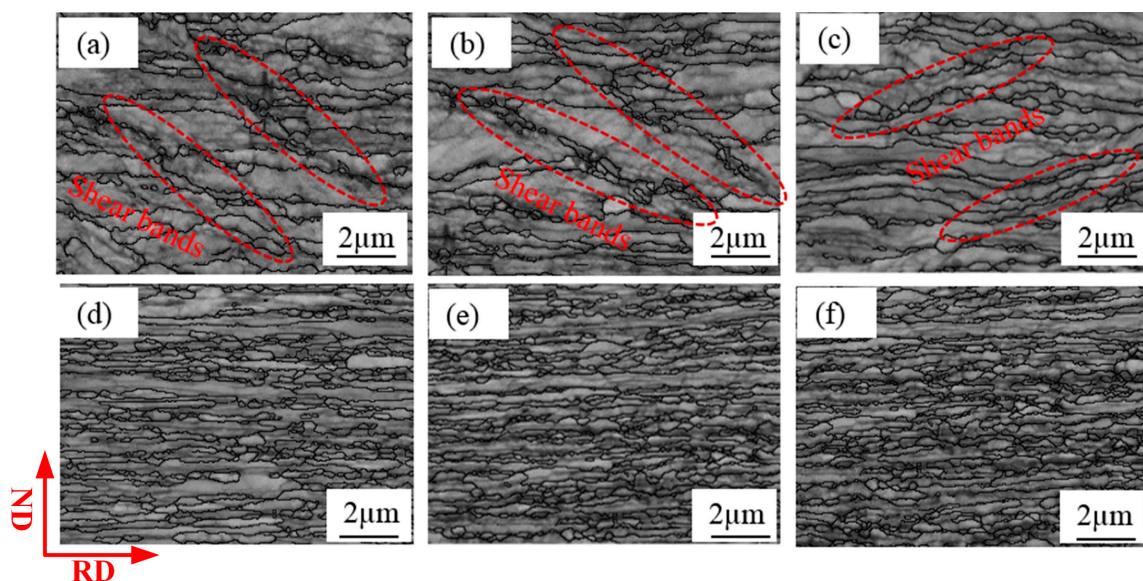 (a)
Shear bands
2μm
(b)
Shear bands
2μm
(c)
Shear bands
2μm
(d)
2μm
(e)
2μm
(f)
2μm
ND
RD